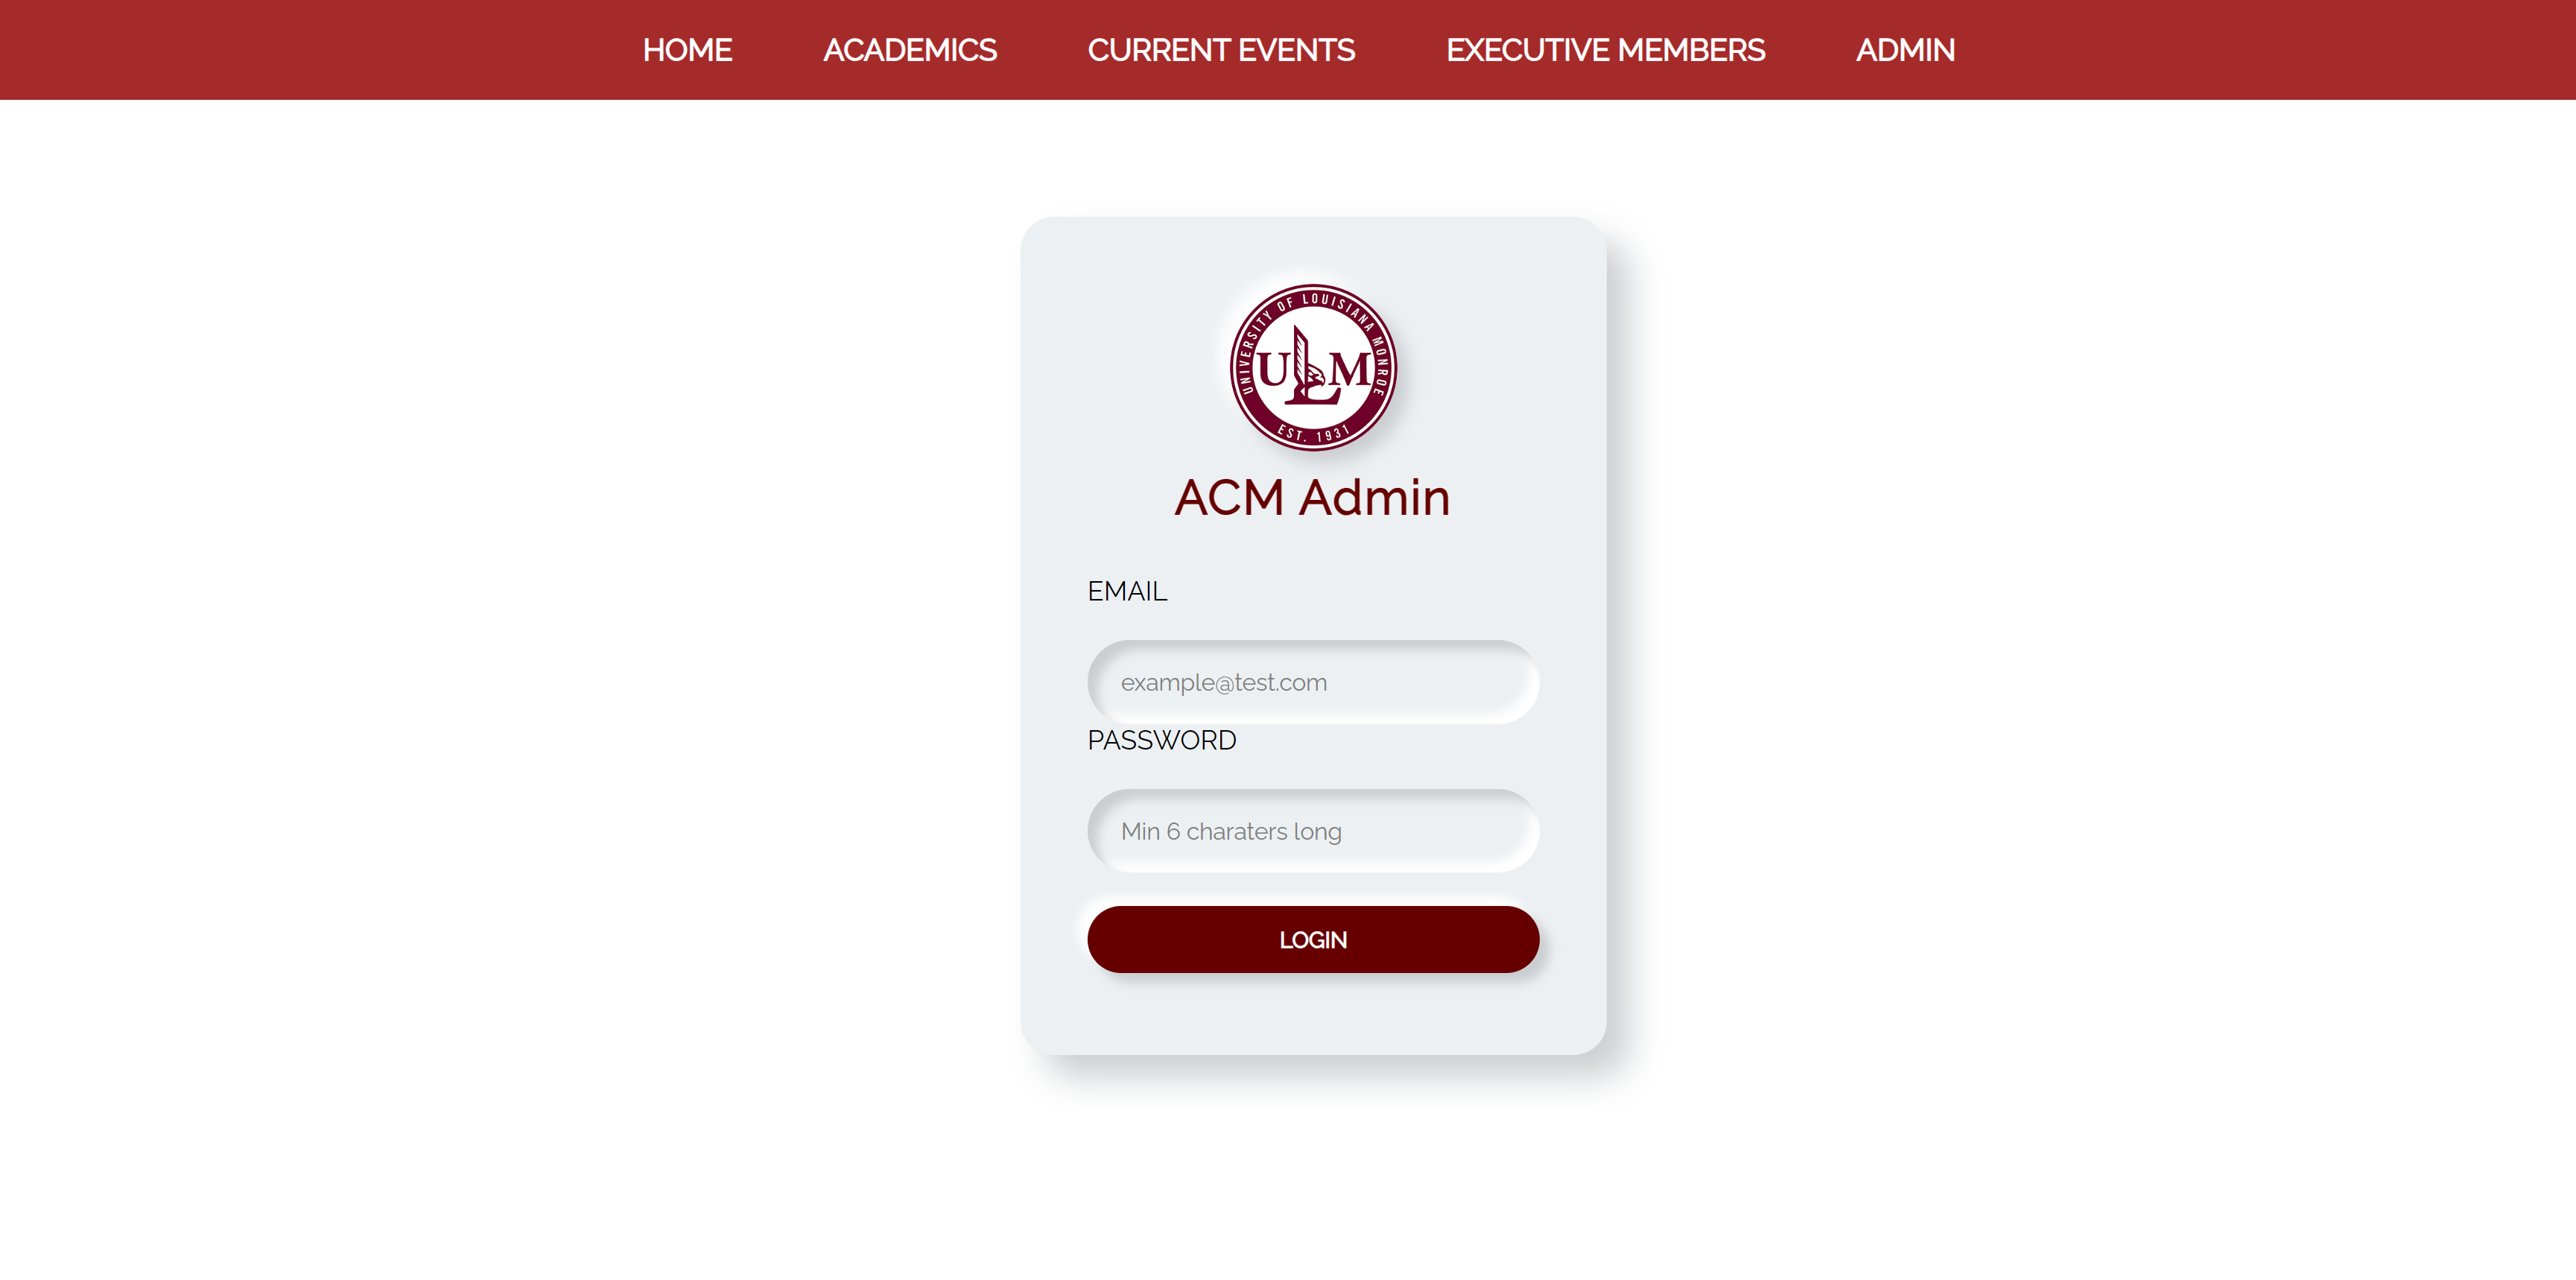 HOME ACADEMICS CURRENT EVENTS EXECUTIVE MEMBERS ADMIN
UNIVERSITY OF LOUISIANA MONROE
ULM
EST. 1931
ACM Admin
EMAIL
example@test.com
PASSWORD
Min 6 charaters long
LOGIN